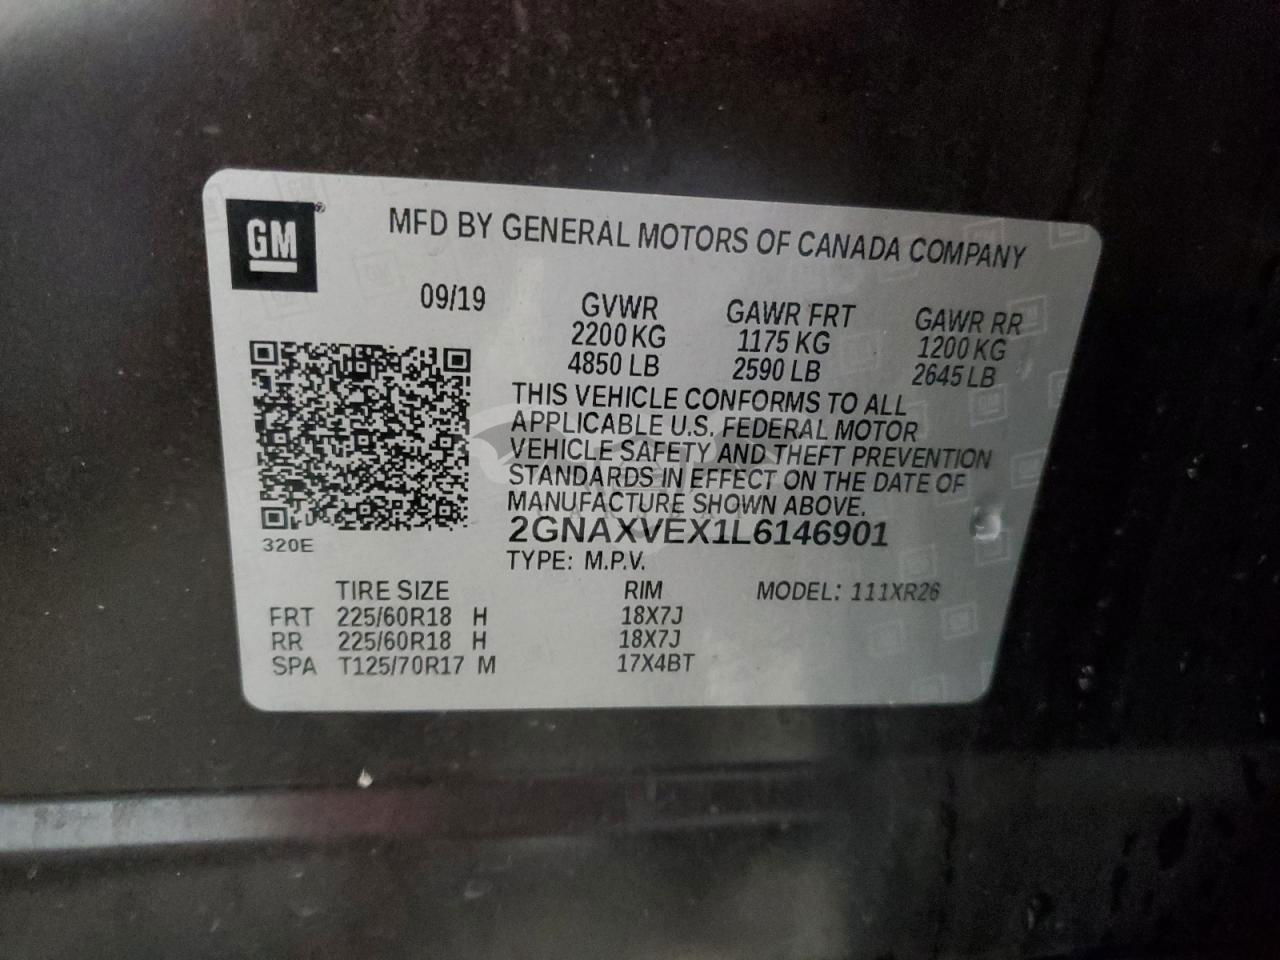 GM ®
MFD BY GENERAL MOTORS OF CANADA COMPANY
09/19
GVWR GAWR FRT GAWR RR
2200 KG 1175 KG 1200 KG
4850 LB 2590 LB 2645 LB
THIS VEHICLE CONFORMS TO ALL
APPLICABLE U.S. FEDERAL MOTOR
VEHICLE SAFETY AND THEFT PREVENTION
STANDARDS IN EFFECT ON THE DATE OF
MANUFACTURE SHOWN ABOVE.
2GNAXVEX1L6146901
320E
TYPE: M.P.V.
TIRE SIZE RIM MODEL: 111XR26
FRT 225/60R18 H 18X7J
RR 225/60R18 H 18X7J
SPA T125/70R17 M 17X4BT